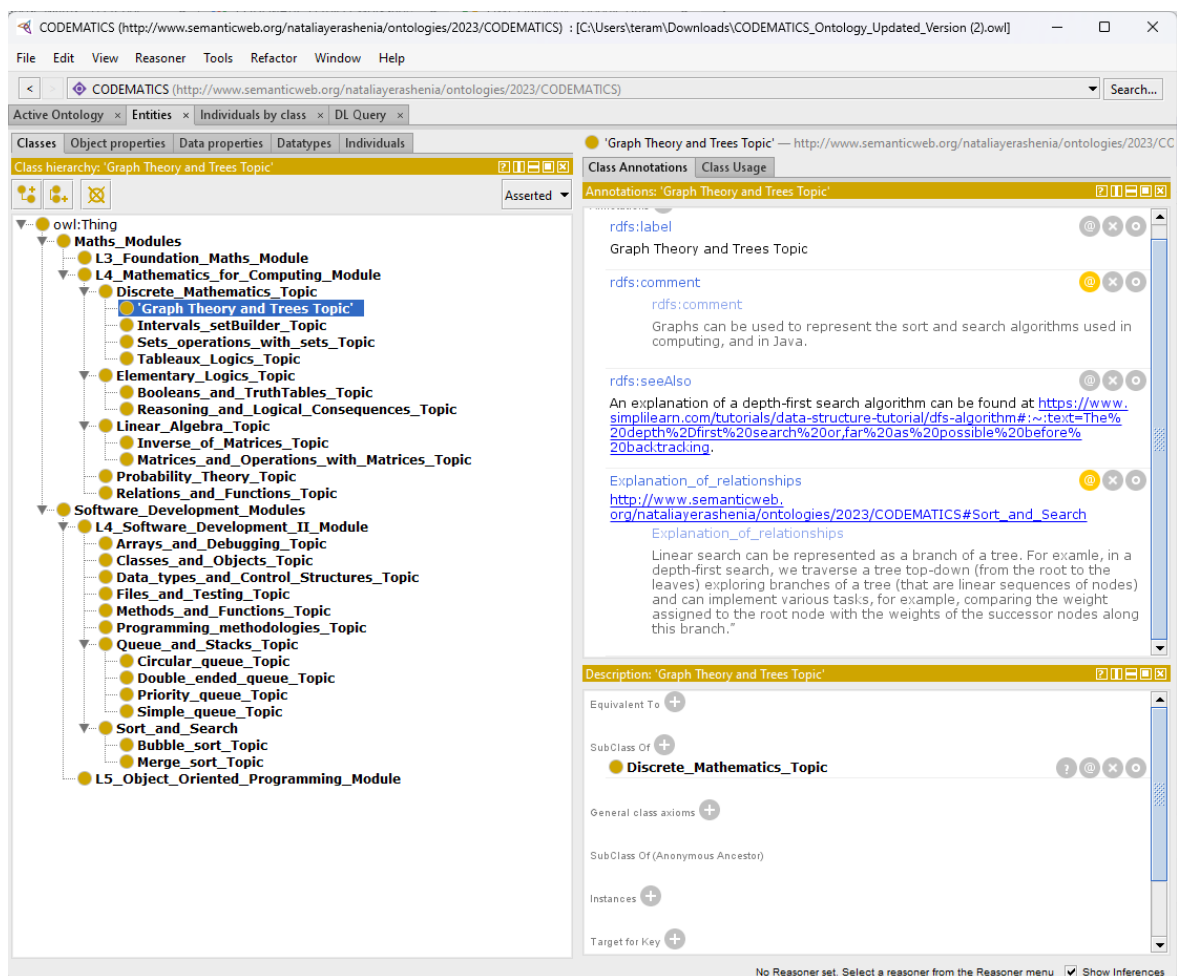 CODEMATICS (http://www.semanticweb.org/nataliayerashenia/ontologies/2023/CODEMATICS) : [C:\Users\teram\Downloads\CODEMATICS_Ontology_Updated_Version (2).owl]
File Edit View Reasoner Tools Refactor Window Help
< > CODEMATICS (http://www.semanticweb.org/nataliayerashenia/ontologies/2023/CODEMATICS) Search...
Active Ontology × Entities × Individuals by class × DL Query ×
Classes Object properties Data properties Datatypes Individuals
Class hierarchy: 'Graph Theory and Trees Topic'
Asserted
owl:Thing
Maths_Modules
L3_Foundation_Maths_Module
L4_Mathematics_for_Computing_Module
Discrete_Mathematics_Topic
'Graph Theory and Trees Topic'
Intervals_setBuilder_Topic
Sets_operations_with_sets_Topic
Tableaux_Logics_Topic
Elementary_Logics_Topic
Booleans_and_TruthTables_Topic
Reasoning_and_Logical_Consequences_Topic
Linear_Algebra_Topic
Inverse_of_Matrices_Topic
Matrices_and_Operations_with_Matrices_Topic
Probability_Theory_Topic
Relations_and_Functions_Topic
Software_Development_Modules
L4_Software_Development_II_Module
Arrays_and_Debugging_Topic
Classes_and_Objects_Topic
Data_types_and_Control_Structures_Topic
Files_and_Testing_Topic
Methods_and_Functions_Topic
Programming_methodologies_Topic
Queue_and_Stacks_Topic
Circular_queue_Topic
Double_ended_queue_Topic
Priority_queue_Topic
Simple_queue_Topic
Sort_and_Search
Bubble_sort_Topic
Merge_sort_Topic
L5_Object_Oriented_Programming_Module
'Graph Theory and Trees Topic' — http://www.semanticweb.org/nataliayerashenia/ontologies/2023/CC
Class Annotations Class Usage
Annotations: 'Graph Theory and Trees Topic'
rdfs:label
Graph Theory and Trees Topic
rdfs:comment
rdfs:comment
Graphs can be used to represent the sort and search algorithms used in
computing, and in Java.
rdfs:seeAlso
An explanation of a depth-first search algorithm can be found at https://www.
simplilearn.com/tutorials/data-structure-tutorial/dfs-algorithm#:~:text=The%
20depth%2Dfirst%20search%20or,far%20as%20possible%20before%
20backtracking.
Explanation_of_relationships
http://www.semanticweb.
org/nataliayerashenia/ontologies/2023/CODEMATICS#Sort_and_Search
Explanation_of_relationships
Linear search can be represented as a branch of a tree. For examle, in a
depth-first search, we traverse a tree top-down (from the root to the
leaves) exploring branches of a tree (that are linear sequences of nodes)
and can implement various tasks, for example, comparing the weight
assigned to the root node with the weights of the successor nodes along
this branch."
Description: 'Graph Theory and Trees Topic'
Equivalent To
SubClass Of
Discrete_Mathematics_Topic
General class axioms
SubClass Of (Anonymous Ancestor)
Instances
Target for Key
No Reasoner set. Select a reasoner from the Reasoner menu Show Inferences